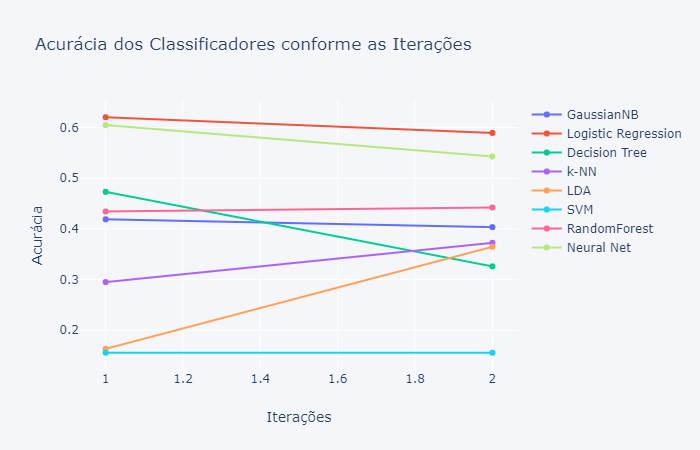 Acurácia dos Classificadores conforme as Iterações
Acurácia
0.6
0.5
0.4
0.3
0.2
1
1.2
1.4
1.6
1.8
2
Iterações
GaussianNB
Logistic Regression
Decision Tree
k-NN
LDA
SVM
RandomForest
Neural Net